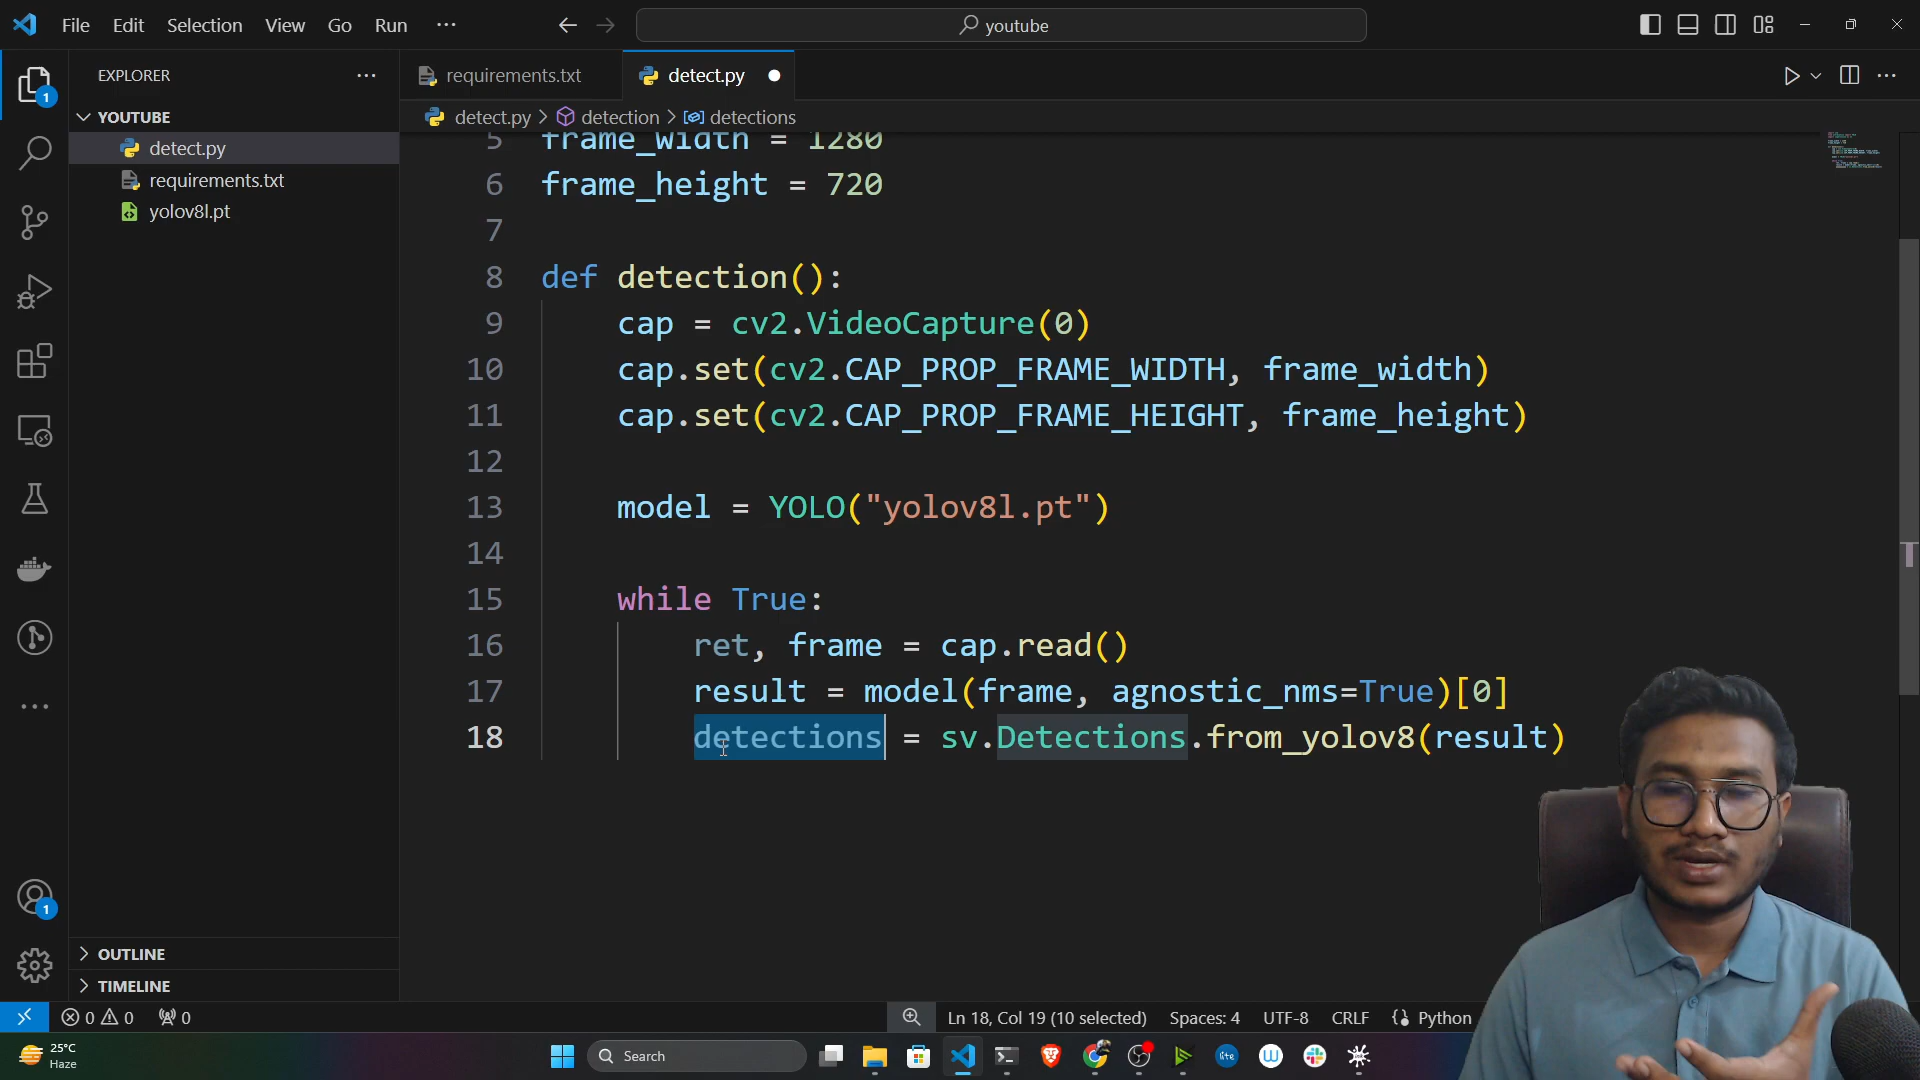 File Edit Selection View Go Run ···
youtube
EXPLORER ···
requirements.txt
detect.py
YOUTUBE
detect.py
requirements.txt
yolov8l.pt
detect.py > detection > detections
5 frame_width = 1280
6 frame_height = 720
7
8 def detection():
9 cap = cv2.VideoCapture(0)
10 cap.set(cv2.CAP_PROP_FRAME_WIDTH, frame_width)
11 cap.set(cv2.CAP_PROP_FRAME_HEIGHT, frame_height)
12
13 model = YOLO("yolov8l.pt")
14
15 while True:
16 ret, frame = cap.read()
17 result = model(frame, agnostic_nms=True)[0]
18 detections = sv.Detections.from_yolov8(result)
1
1
OUTLINE
TIMELINE
0 0 0
Ln 18, Col 19 (10 selected) Spaces: 4 UTF-8 CRLF {} Python
25°C
Haze
Search
lite